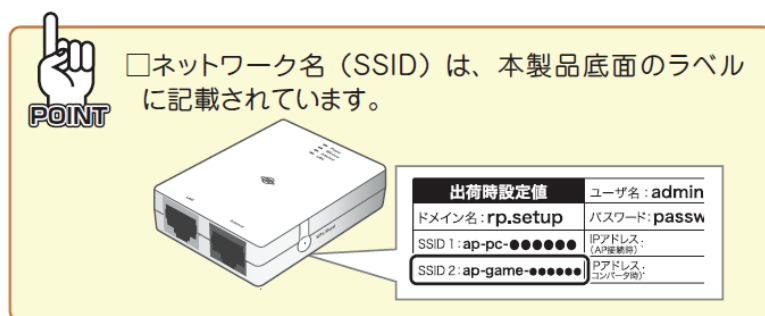 □ネットワーク名（SSID）は、本製品底面のラベル
に記載されています。
POINT
出荷時設定値
ユーザ名：admin
ドメイン名：rp.setup
パスワード：passw
SSID 1：ap-pc-●●●●●●
IPアドレス：
（AP接続時）
SSID 2：ap-game-●●●●●●
Pアドレス：
コンバータ時）